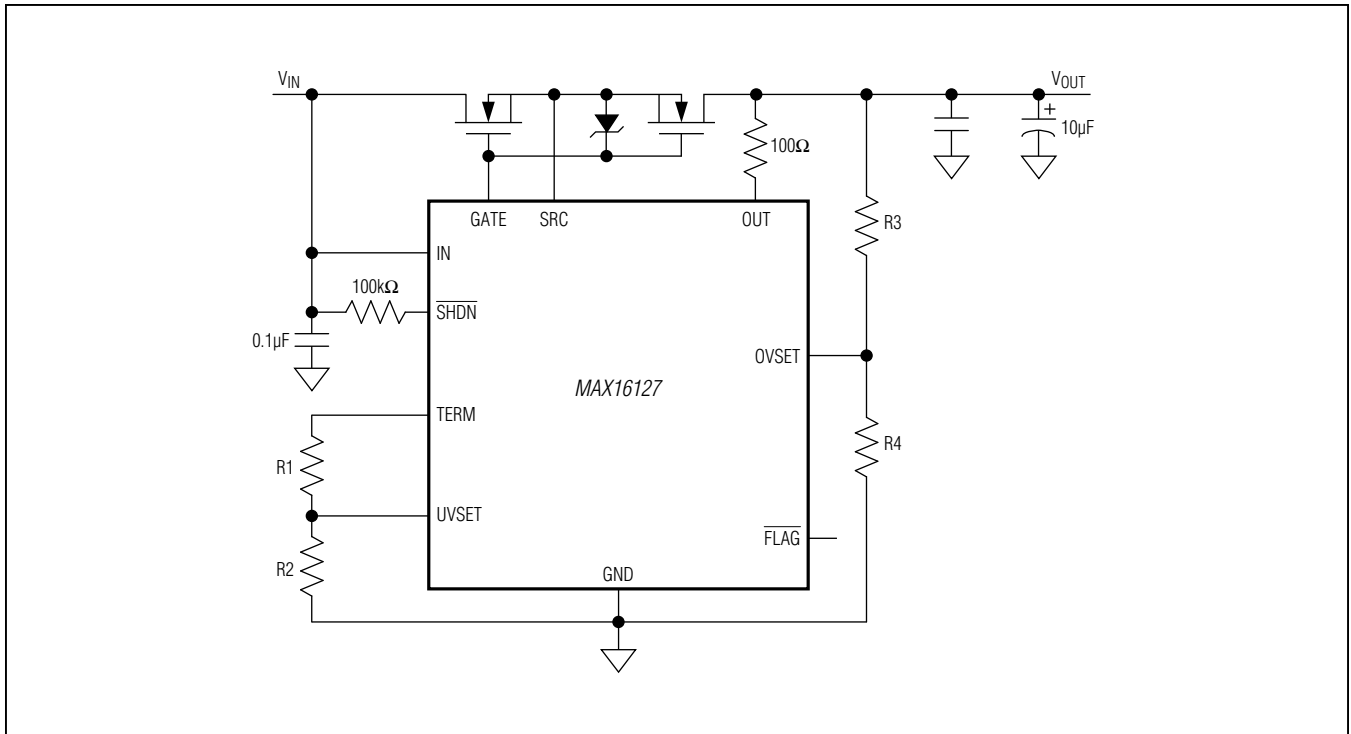 VIN
VOUT
10µF
+
100Ω
GATE
SRC
OUT
R3
IN
100kΩ
SHDN
0.1µF
OVSET
MAX16127
TERM
R4
R1
UVSET
FLAG
R2
GND